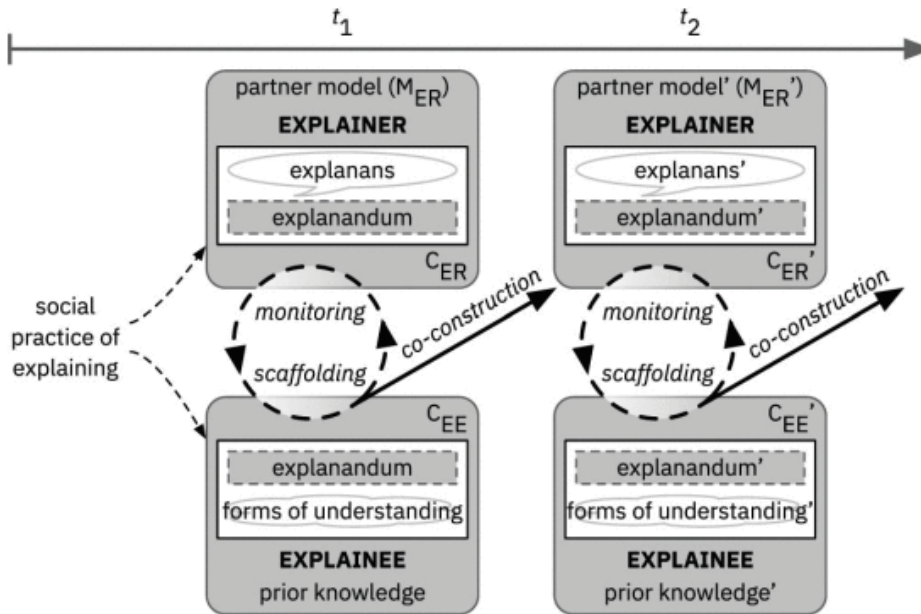 t1
t2
partner model (MER)
EXPLAINER
explanans
explanandum
CER
partner model’ (MER’)
EXPLAINER
explanans’
explanandum’
CER’
social
practice of
explaining
monitoring
scaffolding
co-construction
monitoring
scaffolding
co-construction
CEE
explanandum
forms of understanding
EXPLAINEE
prior knowledge
CEE’
explanandum’
forms of understanding’
EXPLAINEE
prior knowledge’